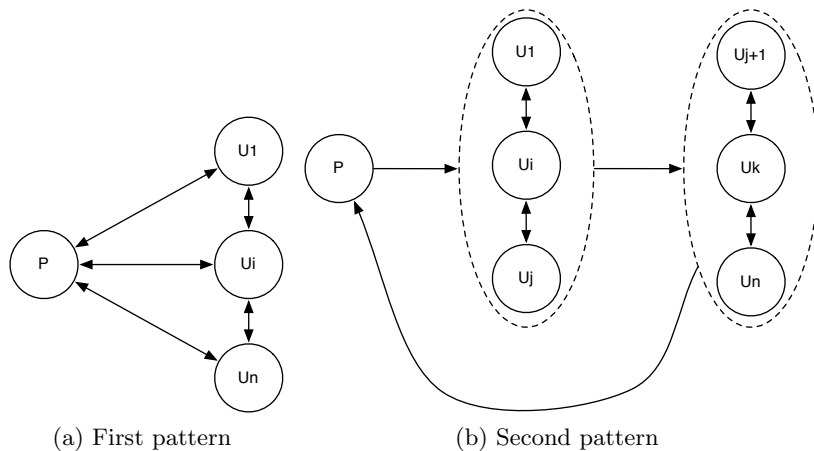 U1
Ui
Un
P
U1
Ui
Uj
P
Uj+1
Uk
Un
(a) First pattern
(b) Second pattern